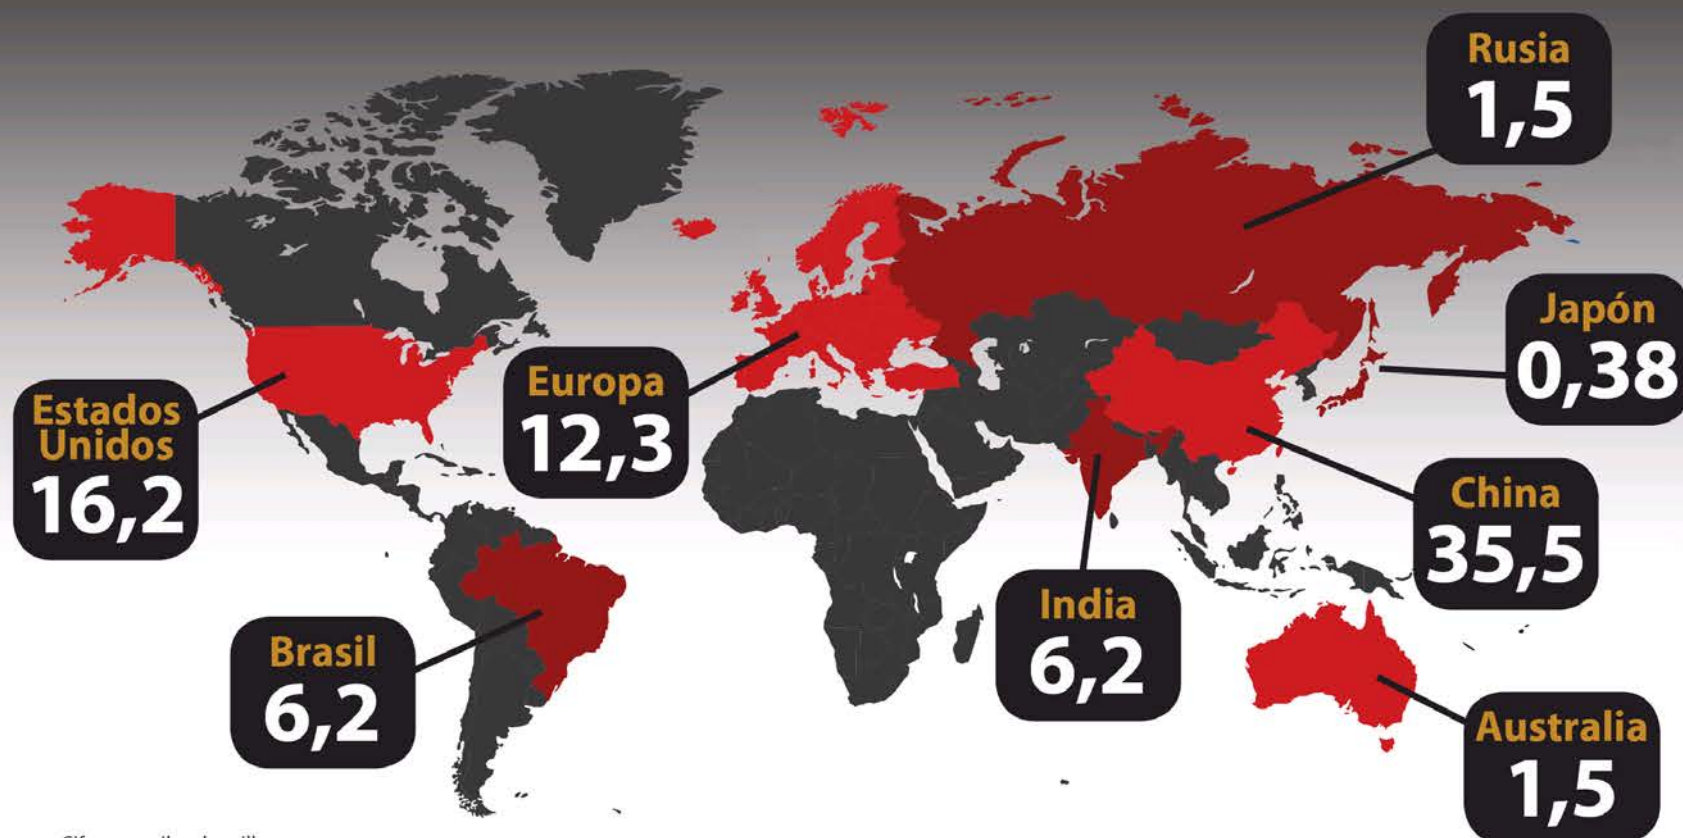 Rusia
1,5
Japón
0,38
Europa
12,3
Estados
Unidos
16,2
China
35,5
India
6,2
Brasil
6,2
Australia
1,5